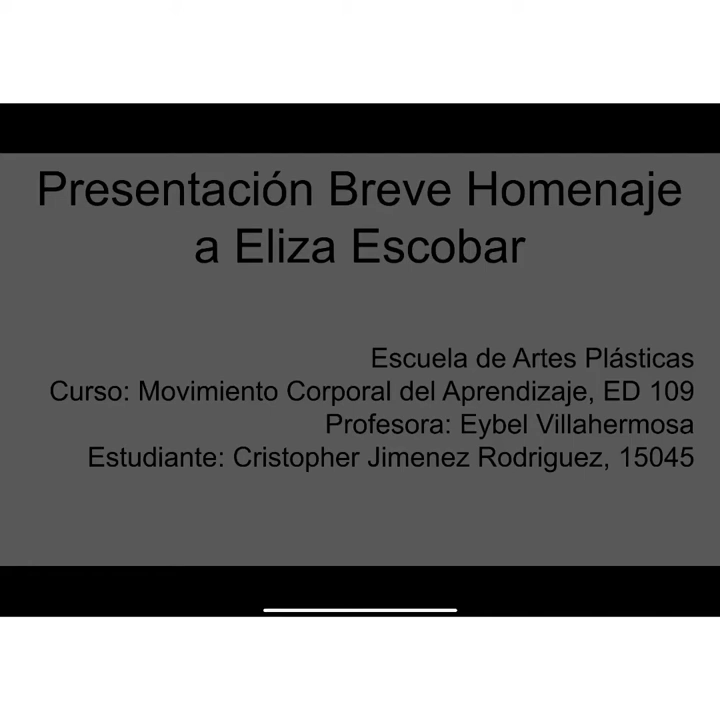 Presentación Breve Homenaje
a Eliza Escobar
Escuela de Artes Plásticas
Curso: Movimiento Corporal del Aprendizaje, ED 109
Profesora: Eybel Villahermosa
Estudiante: Cristopher Jimenez Rodriguez, 15045